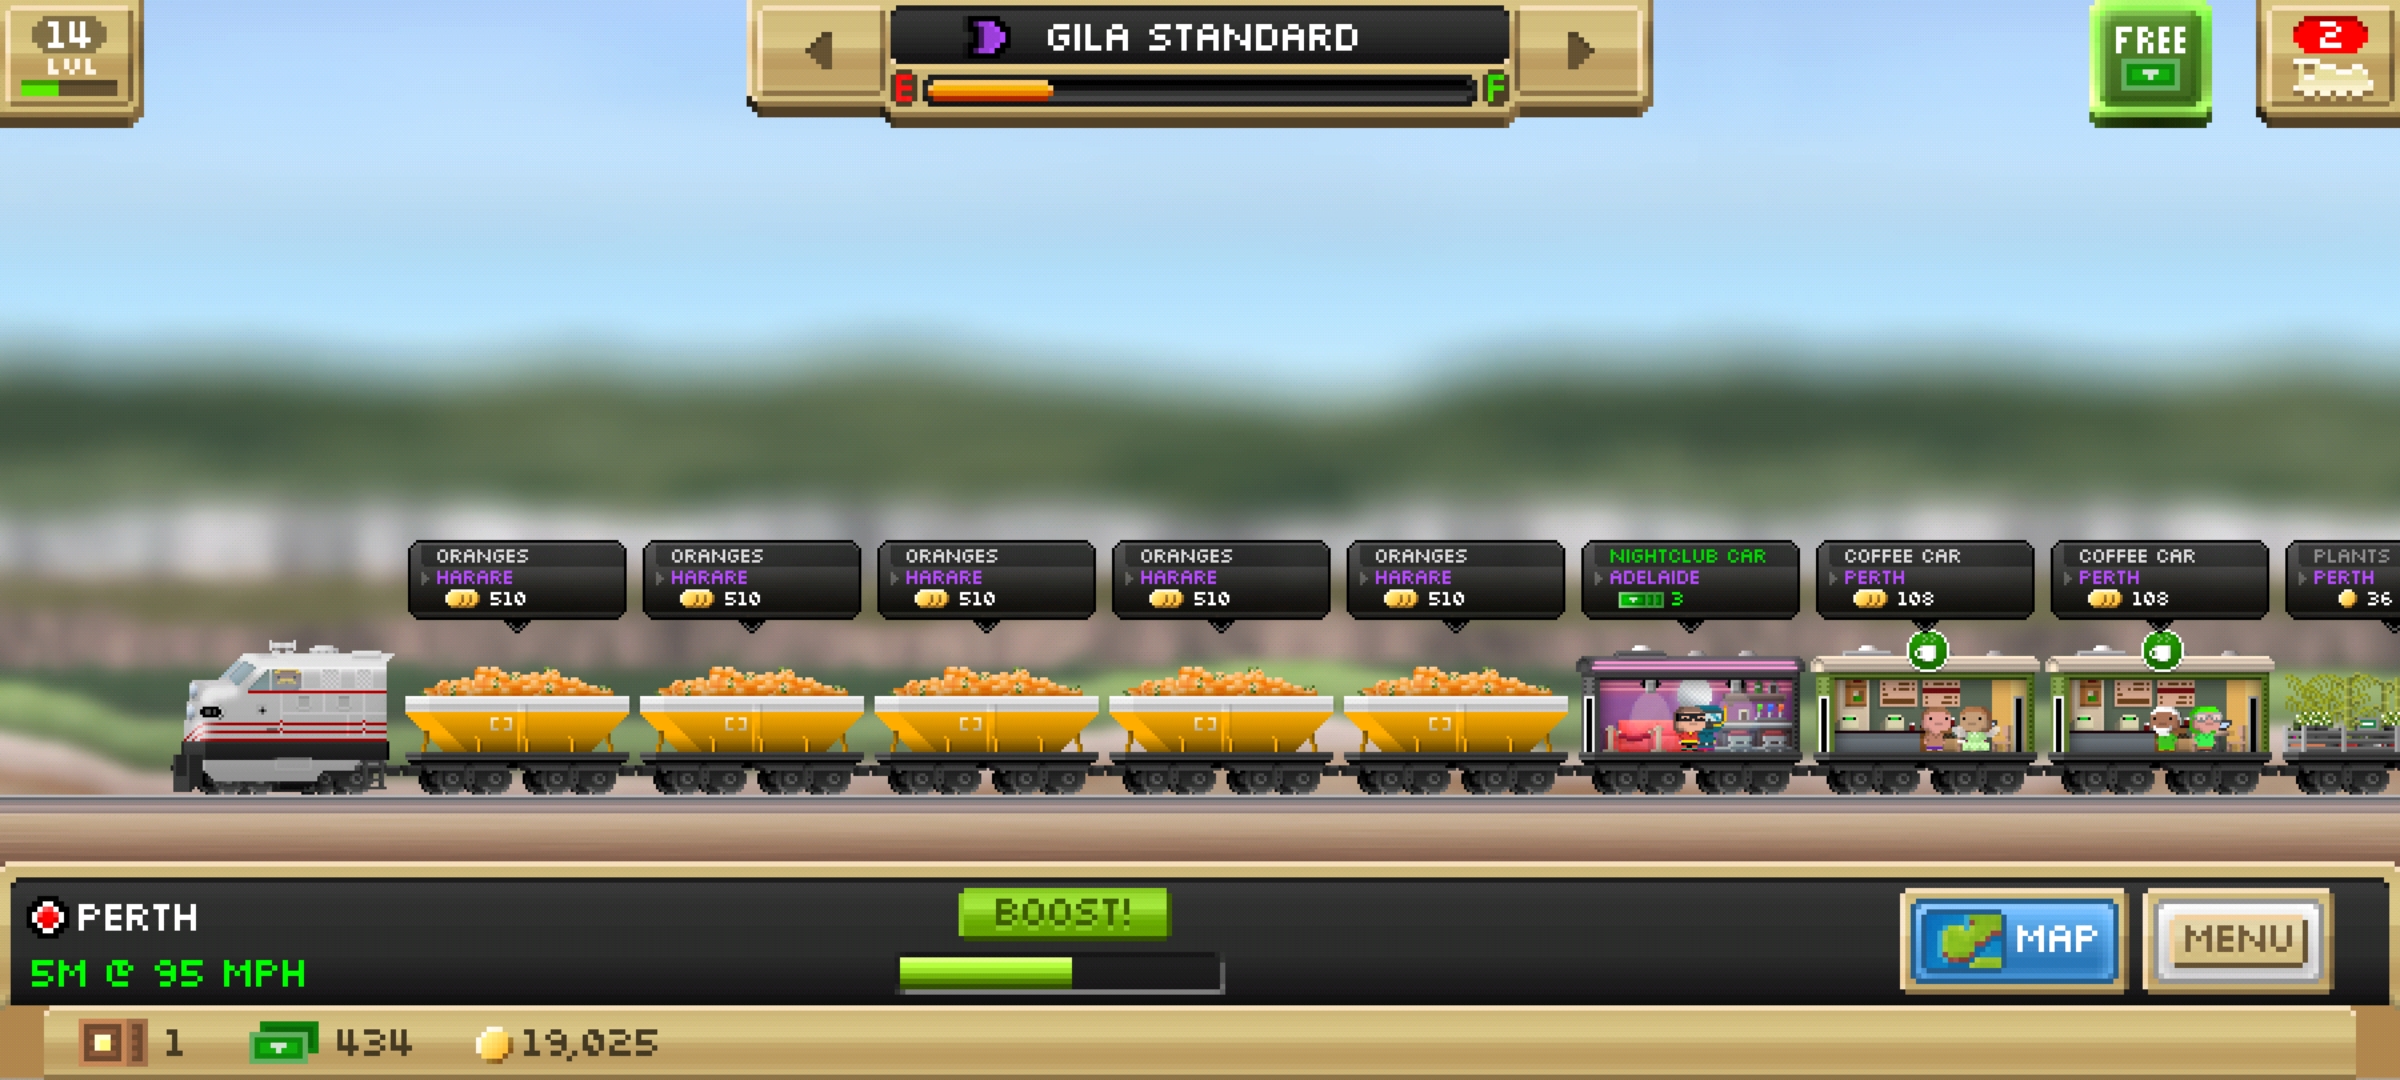 14
LVL
GILA STANDARD
E
F
FREE
2
ORANGES
HARARE
510
ORANGES
HARARE
510
ORANGES
HARARE
510
ORANGES
HARARE
510
ORANGES
HARARE
510
NIGHTCLUB CAR
ADELAIDE
3
COFFEE CAR
PERTH
108
COFFEE CAR
PERTH
108
PLANTS
PERTH
36
PERTH
5M @ 95 MPH
BOOST!
MAP
MENU
1
434
19,025